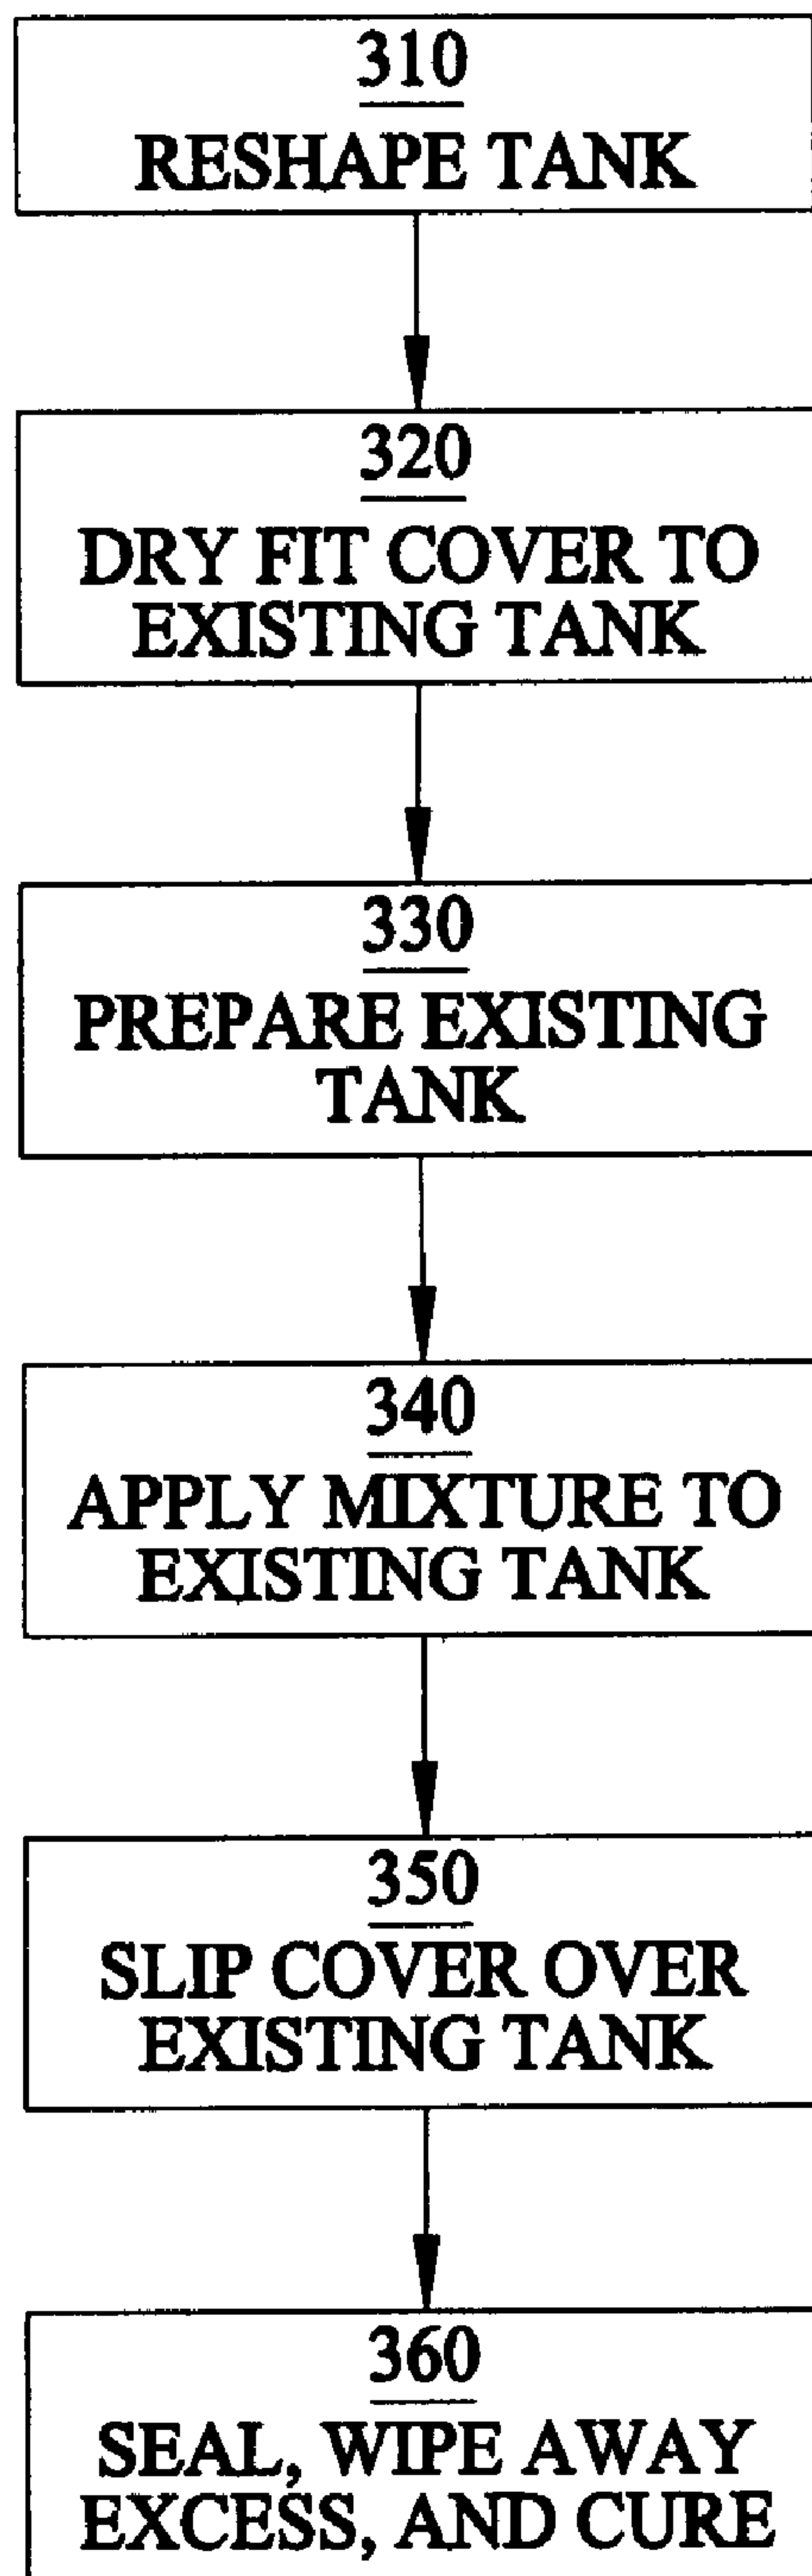 310
RESHAPE TANK
320
DRY FIT COVER TO
EXISTING TANK
330
PREPARE EXISTING
TANK
340
APPLY MIXTURE TO
EXISTING TANK
350
SLIP COVER OVER
EXISTING TANK
360
SEAL, WIPE AWAY
EXCESS, AND CURE